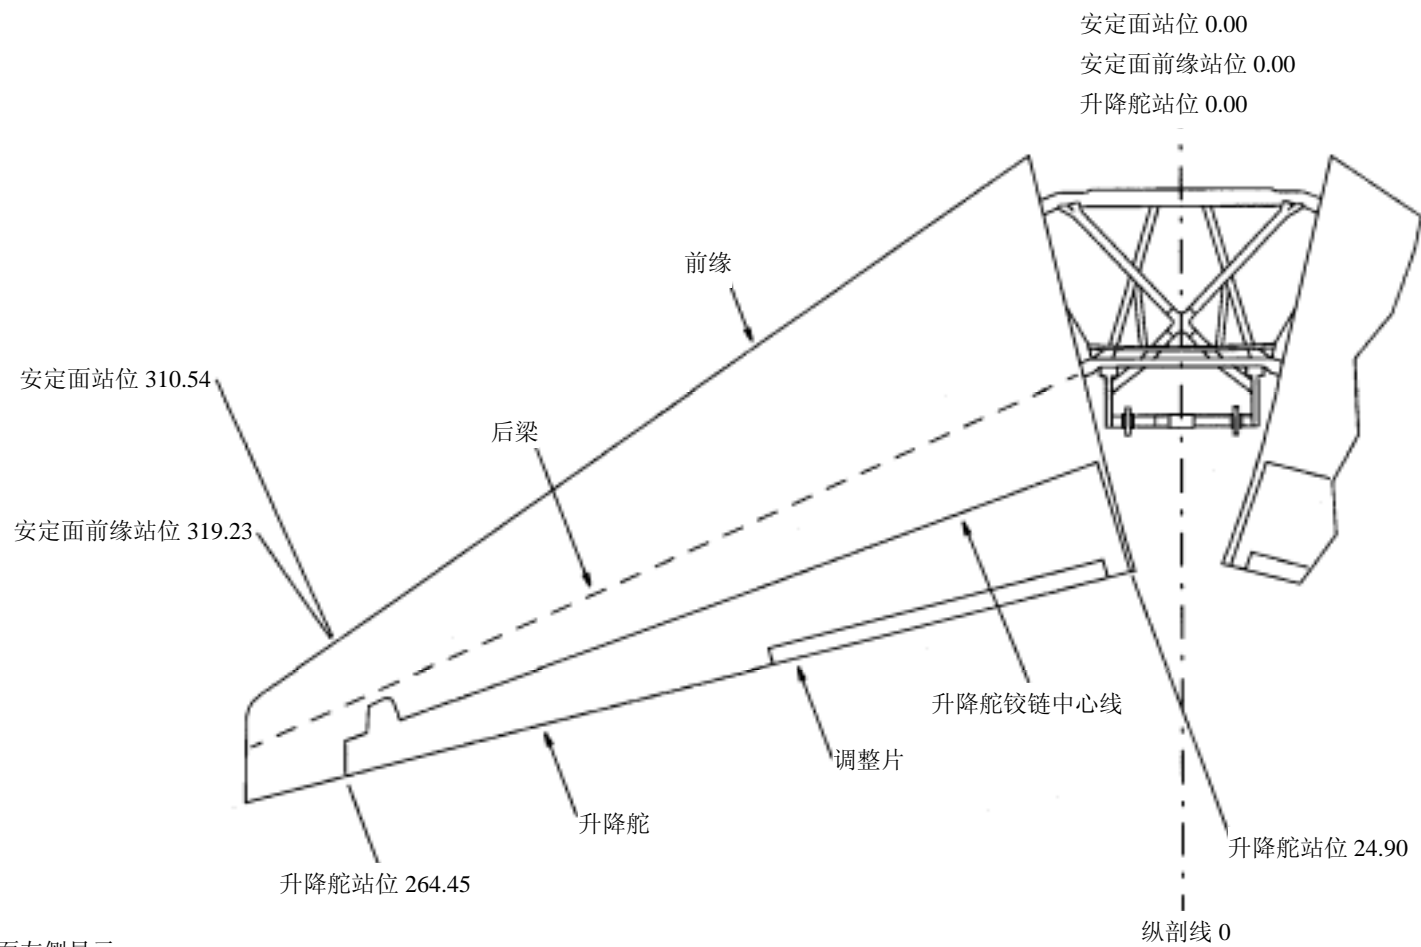 安定面站位 0.00
安定面前缘站位 0.00
升降舵站位 0.00
前缘
安定面站位 310.54
后梁
安定面前缘站位 319.23
升降舵铰链中心线
调整片
升降舵
升降舵站位 24.90
升降舵站位 264.45
纵剖线 0